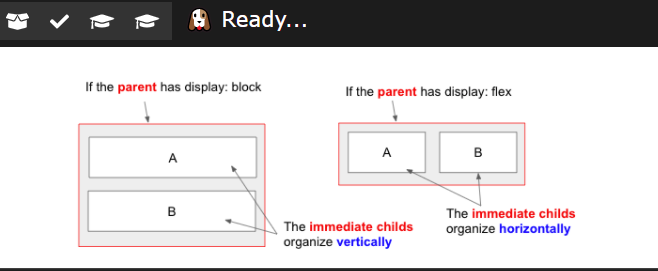 Ready...
If the parent has display: block
If the parent has display: flex
A
B
A
B
The immediate childs
organize vertically
The immediate childs
organize horizontally